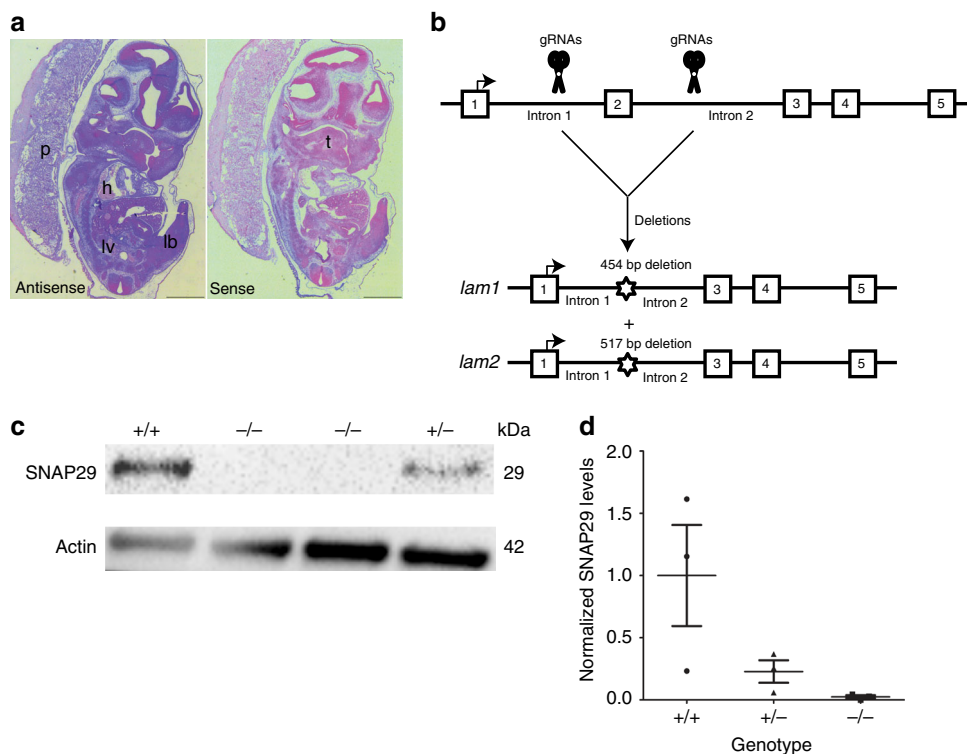 a
p
h
lv
lb
Antisense
t
Sense
b
gRNAs gRNAs
1 2 3 4 5
Intron 1 Intron 2
Deletions
454 bp deletion
lam1 1 3 4 5
Intron 1 Intron 2
+
517 bp deletion
lam2 1 3 4 5
Intron 1 Intron 2
c
+/+ –/– –/– +/– kDa
SNAP29 29
Actin 42
d
Normalized SNAP29 levels
2.0
1.5
1.0
0.5
0.0
+/+ +/– –/–
Genotype